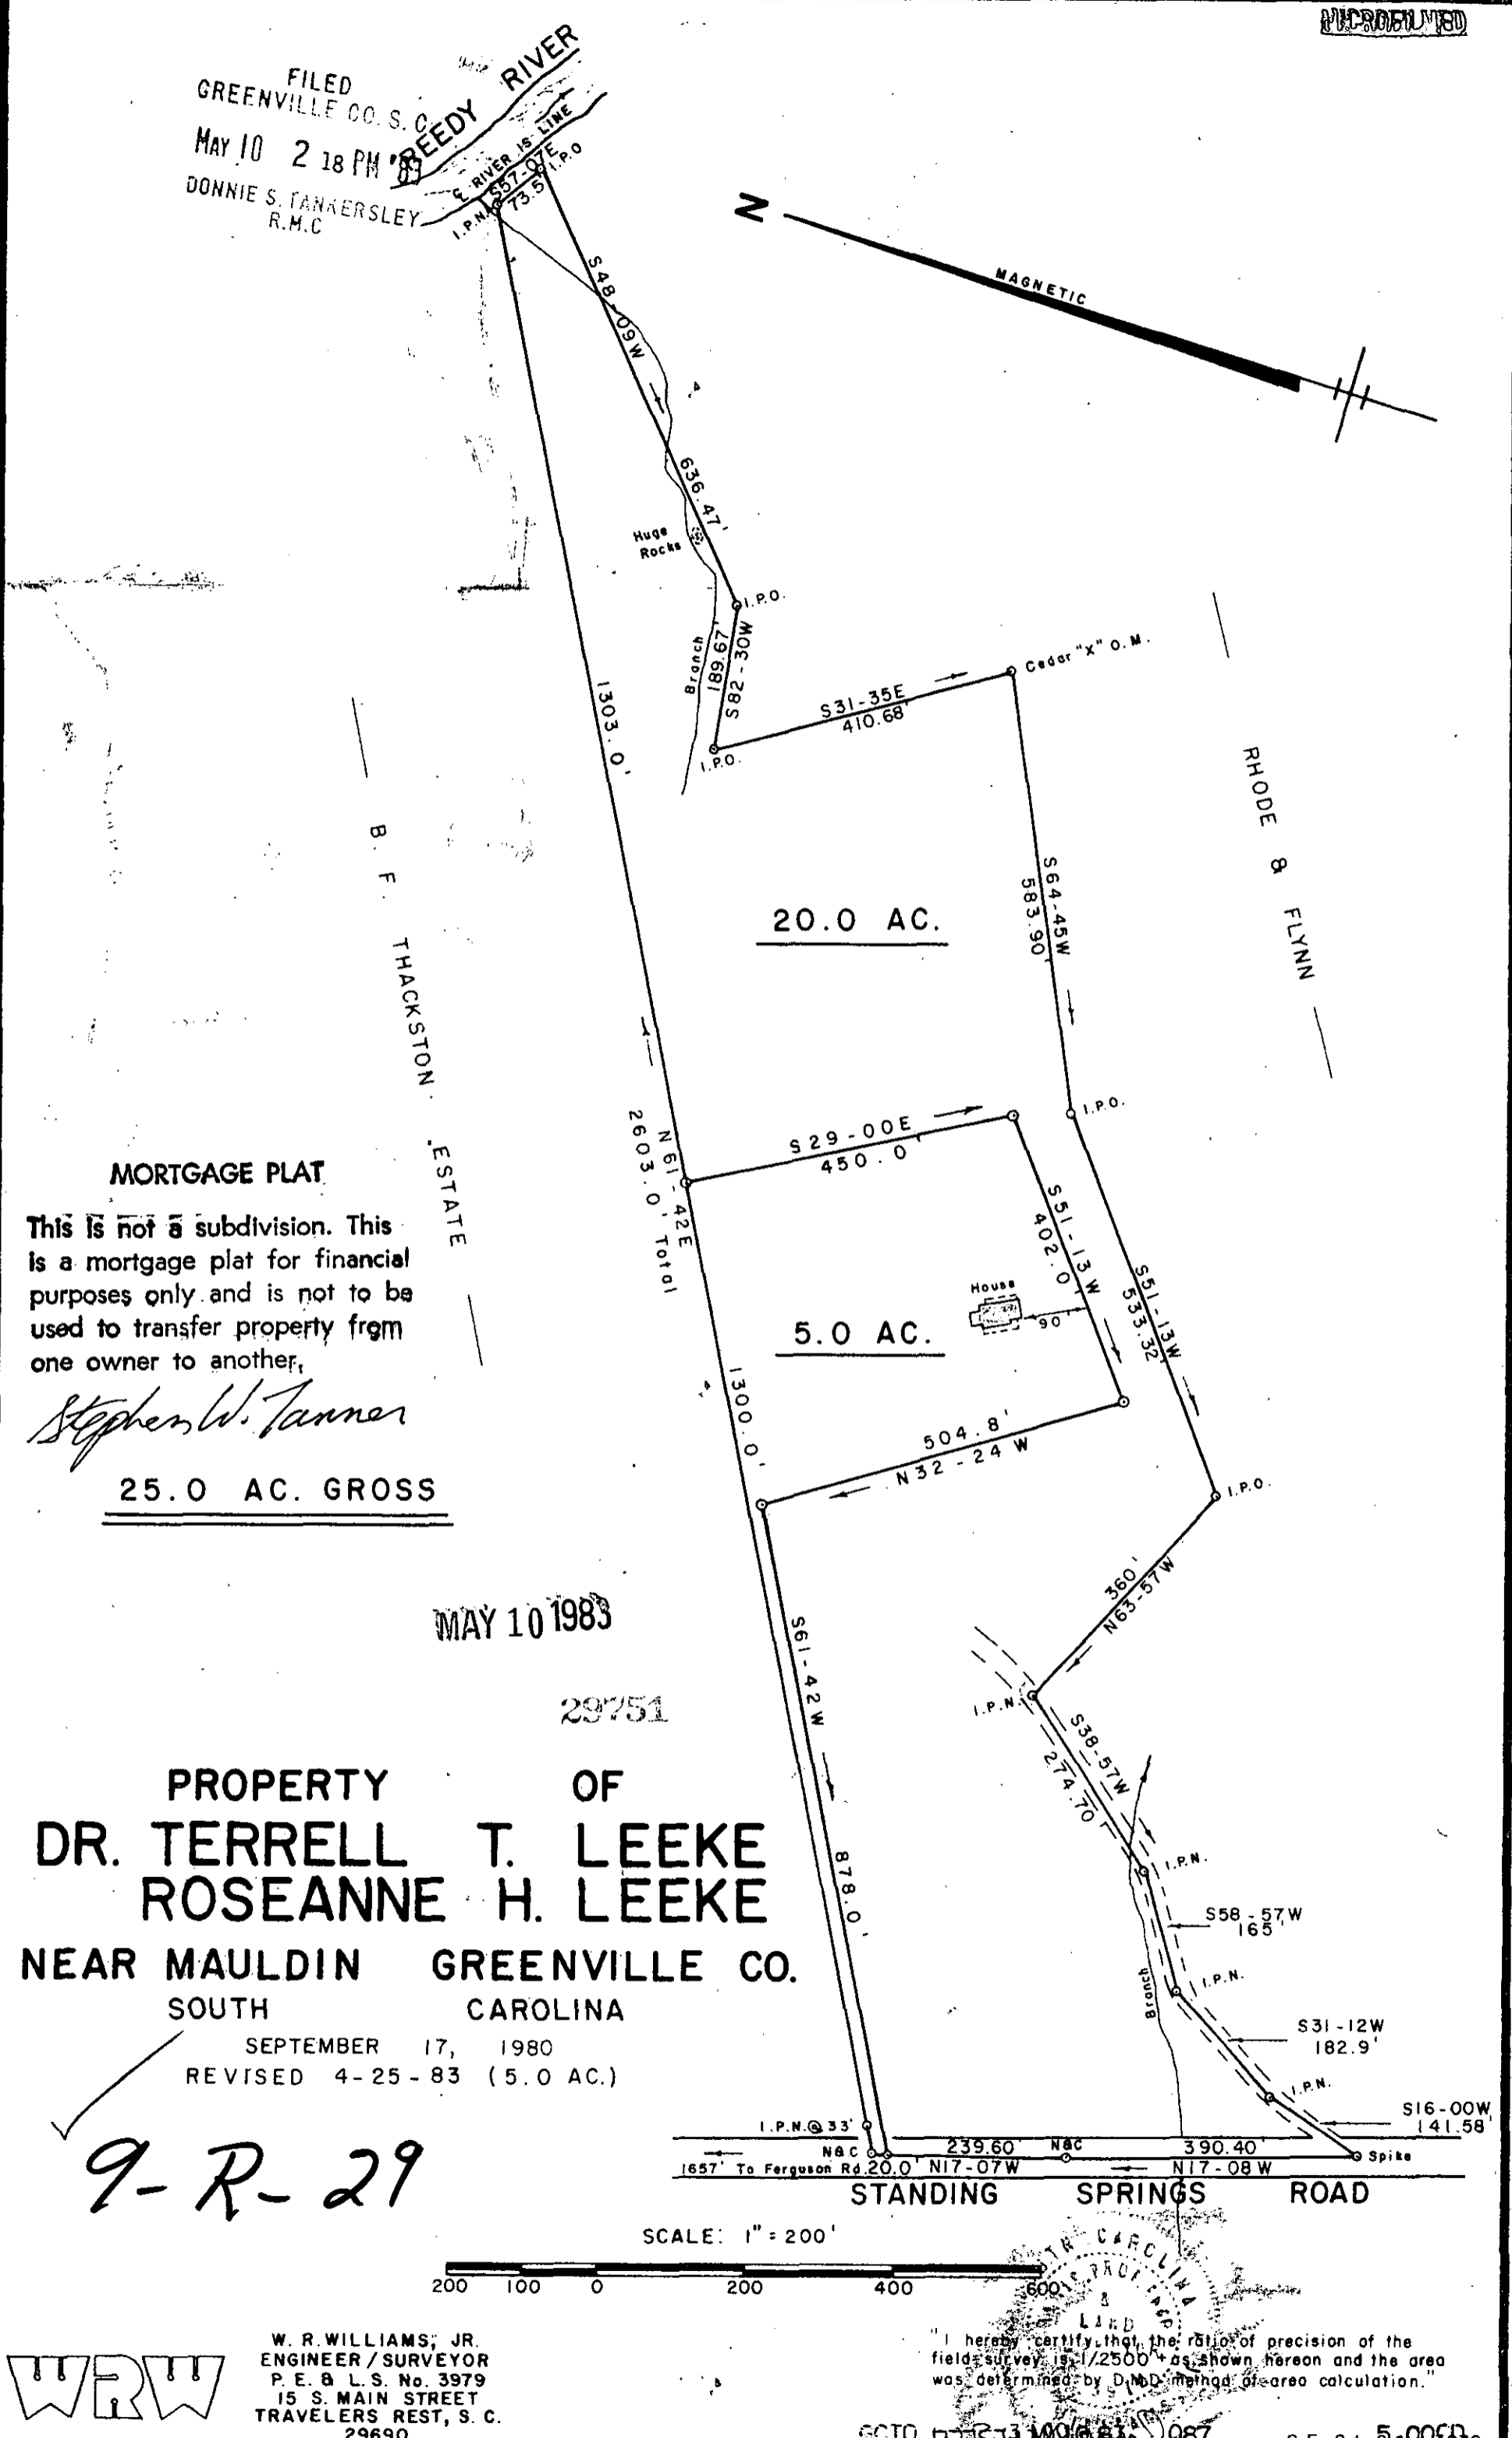 MICROFILMED
FILED
GREENVILLE CO. S. C.
MAY 10 2 18 PM '83
DONNIE S. TANKERSLEY
R.M.C
REEDY RIVER
℄ RIVER IS LINE
S57-07E
73.5'
I.P.O
I.P.N.
N
MAGNETIC
S48-09W
636.47'
Huge
Rocks
I.P.O.
Branch
189.67'
S82-30W
I.P.O.
S31-35E
410.68'
Cedar "X" O.M.
1303.0'
B. F. THACKSTON ESTATE
RHODE & FLYNN
S64-45W
583.90'
20.0 AC.
I.P.O.
S29-00E
450.0'
N61-42E
2603.0' Total
S51-13W
402.0'
S51-13W
533.32'
House
90'
5.0 AC.
1300.0'
504.8'
N32-24W
I.P.O.
MORTGAGE PLAT
This is not a subdivision. This
is a mortgage plat for financial
purposes only and is not to be
used to transfer property from
one owner to another,
Stephen W. Tanner
25.0 AC. GROSS
360'
N63-57W
I.P.N.
MAY 10 1983
29751
S61-42W
878.0'
S38-57W
274.70'
I.P.N.
S58-57W
165'
I.P.N.
Branch
S31-12W
182.9'
I.P.N.
S16-00W
141.58'
PROPERTY OF
DR. TERRELL T. LEEKE
ROSEANNE H. LEEKE
NEAR MAULDIN GREENVILLE CO.
SOUTH CAROLINA
SEPTEMBER 17, 1980
REVISED 4-25-83 (5.0 AC.)
9-R-29
I.P.N.@ 33'
N&C 239.60' N&C 390.40' Spike
1657' To Ferguson Rd. 20.0' N17-07W N17-08W
STANDING SPRINGS ROAD
SCALE: 1"=200'
200 100 0 200 400 600
CAROLINA
&
LAND
WRW
W. R. WILLIAMS, JR.
ENGINEER/SURVEYOR
P. E. & L. S. No. 3979
15 S. MAIN STREET
TRAVELERS REST, S. C.
29690
"I hereby certify that the ratio of precision of the
field survey is 1/2500+ as shown hereon and the area
was determined by D.M.D. method of area calculation."
GCTO
087